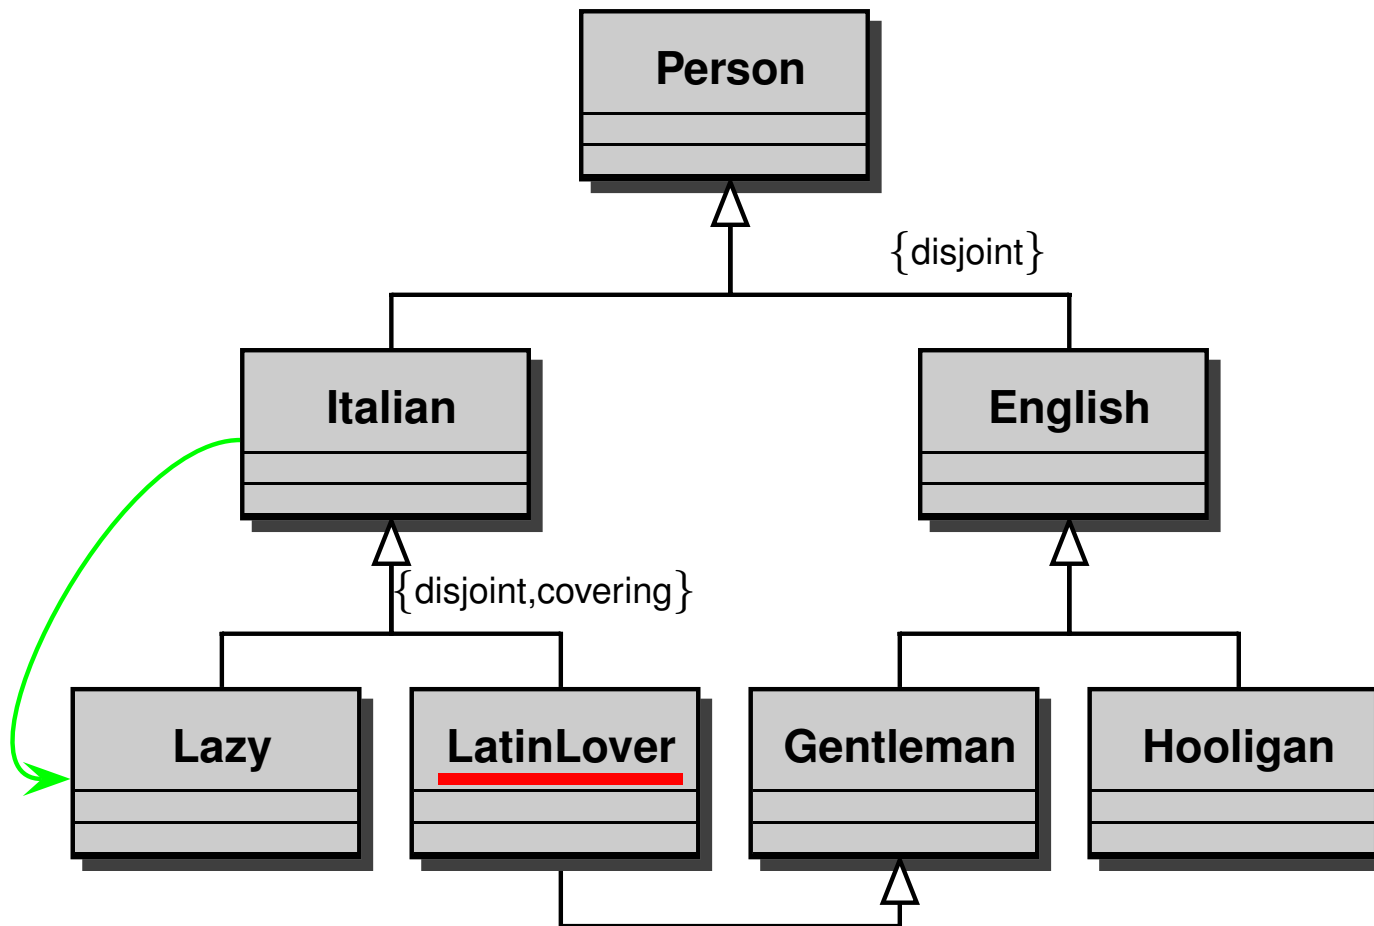 Person
{disjoint}
Italian
English
{disjoint,covering}
Lazy
LatinLover
Gentleman
Hooligan